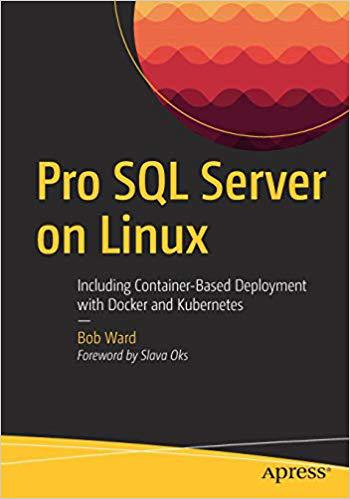 Pro SQL Server
on Linux
Including Container-Based Deployment
with Docker and Kubernetes
—
Bob Ward
Foreword by Slava Oks
Apress®